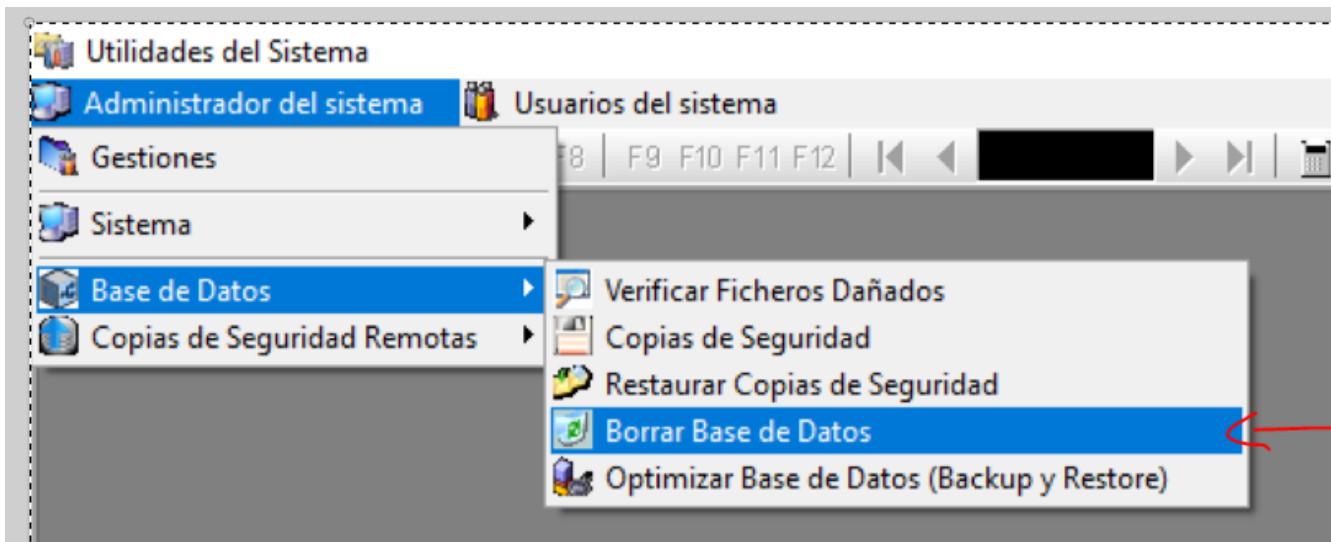 Utilidades del Sistema
Administrador del sistema Usuarios del sistema
Gestiones
F8 F9 F10 F11 F12
Sistema
Base de Datos
Copias de Seguridad Remotas
Verificar Ficheros Dañados
Copias de Seguridad
Restaurar Copias de Seguridad
Borrar Base de Datos
Optimizar Base de Datos (Backup y Restore)